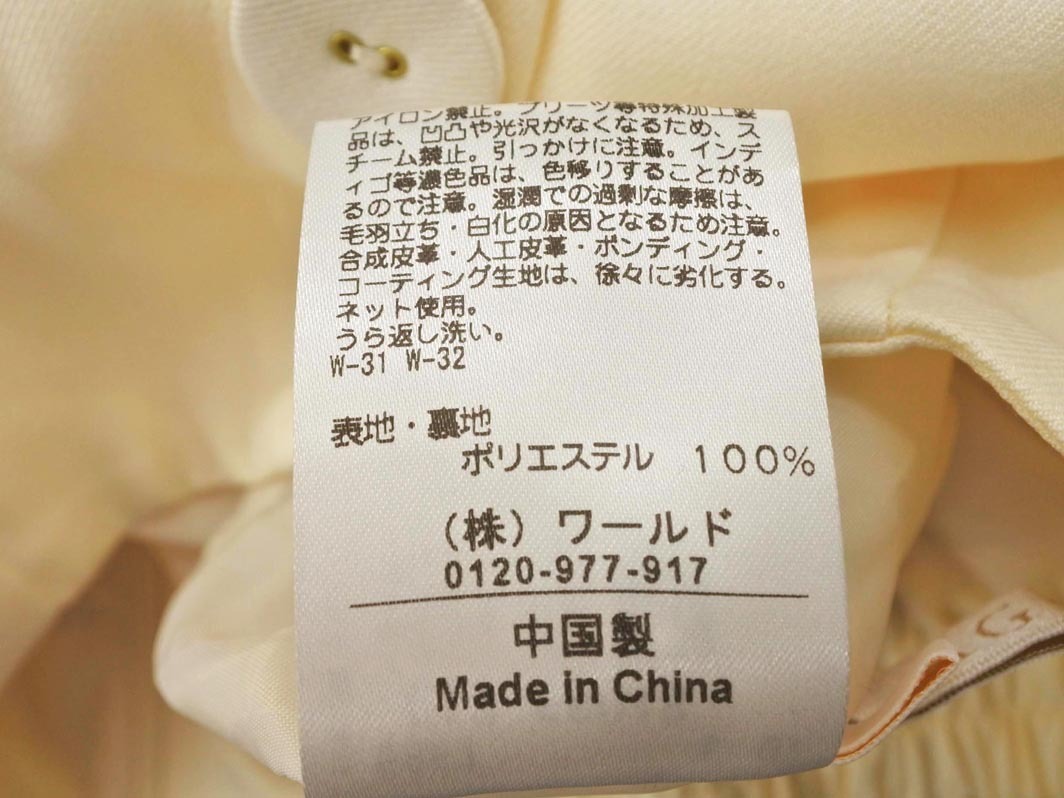 アイロン禁止。プリーツ等特殊加工製
品は、凹凸や光沢がなくなるため、ス
チーム禁止。引っかけに注意。インデ
ィゴ等濃色品は、色移りすることがあ
るので注意。湿潤での過剰な摩擦は、
毛羽立ち・白化の原因となるため注意。
合成皮革・人工皮革・ボンディング・
コーティング生地は、徐々に劣化する。
ネット使用。
うら返し洗い。
W-31 W-32
表地・裏地
ポリエステル 100%
（株）ワールド
0120-977-917
中国製
Made in China
G